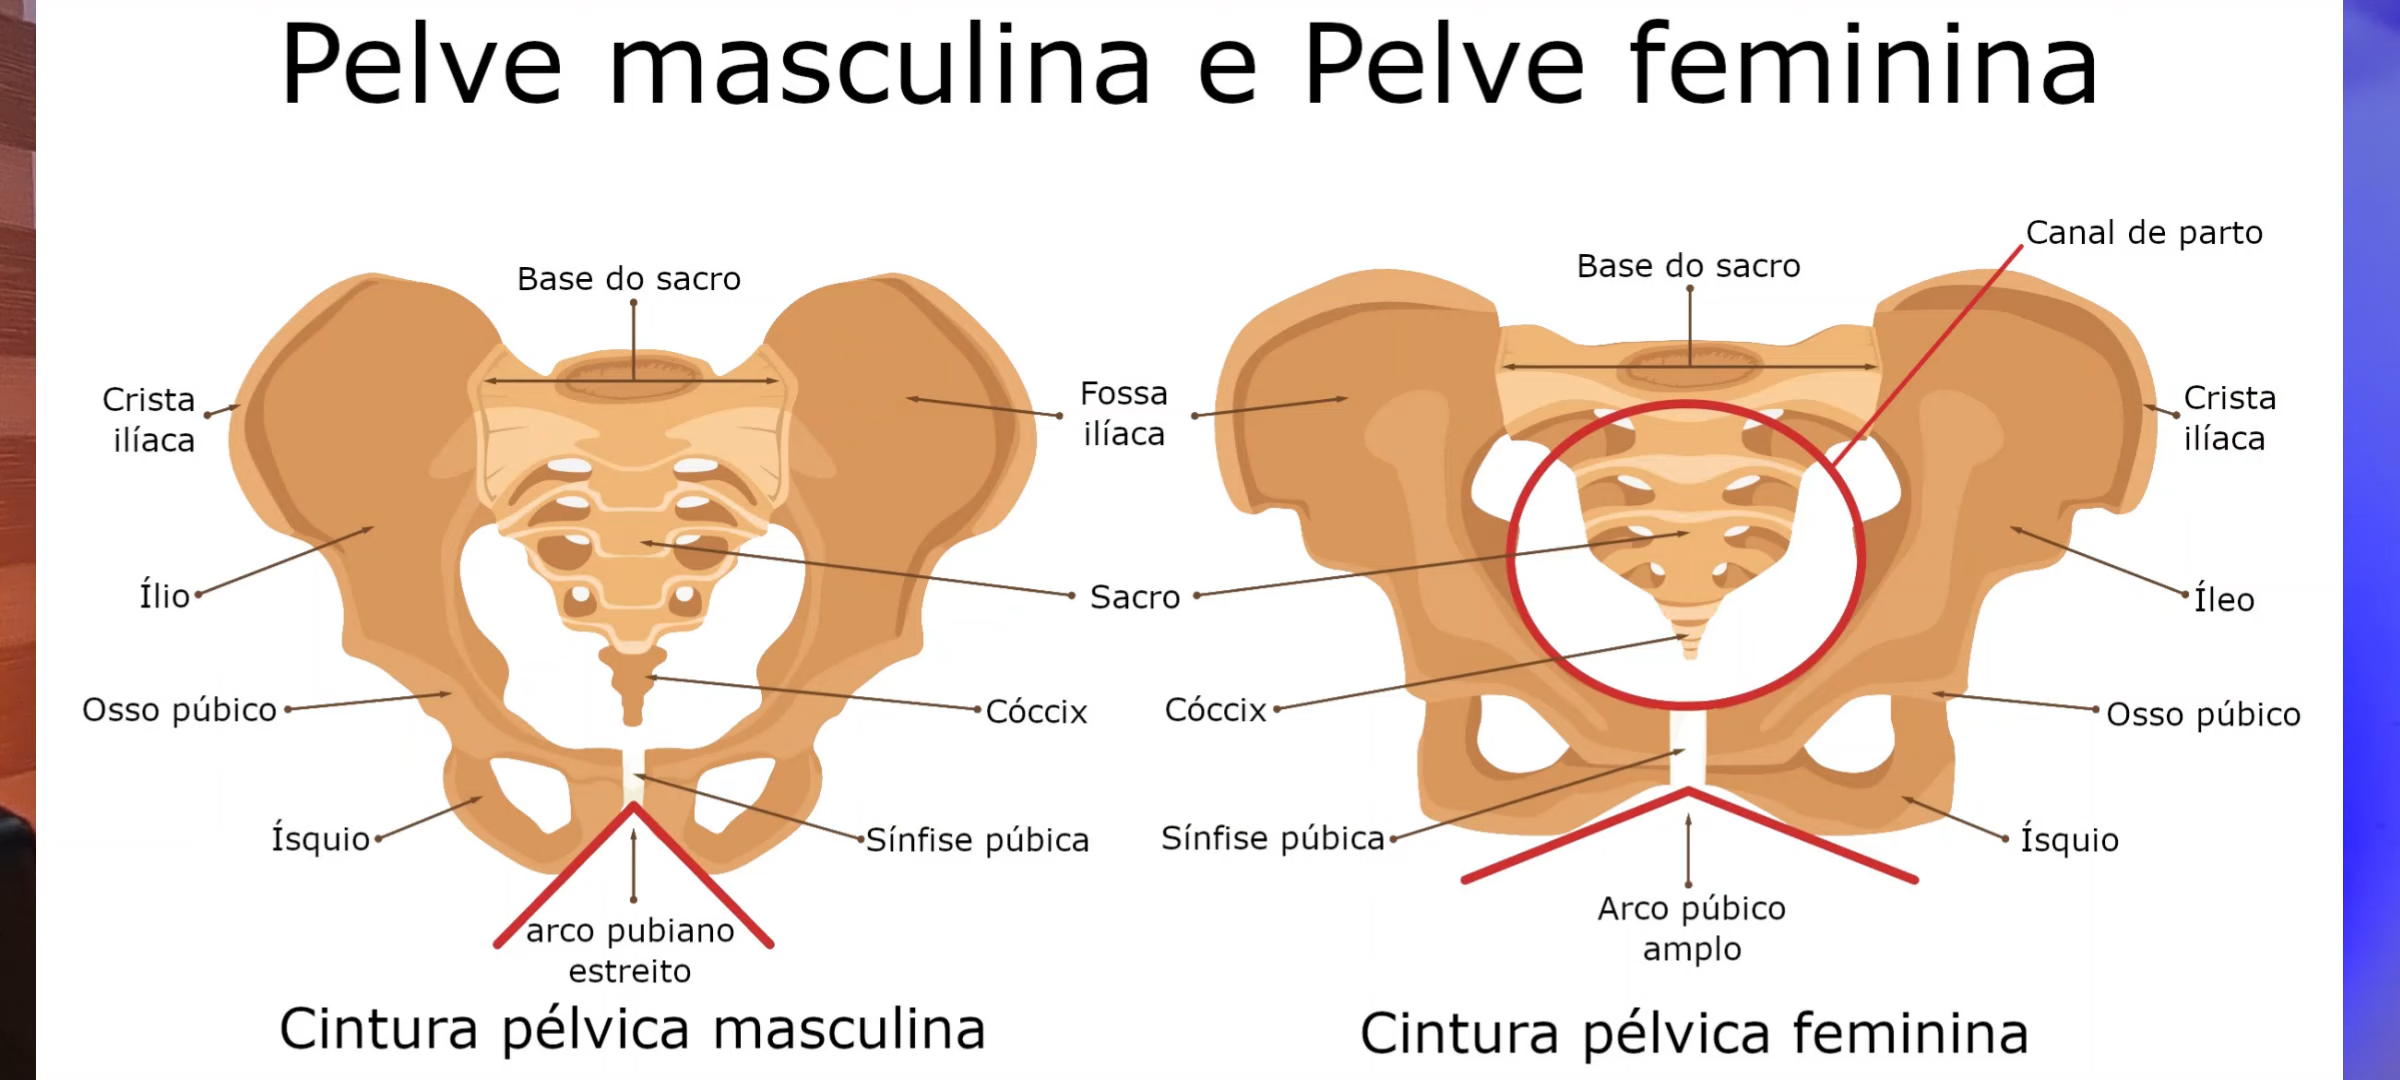 Pelve masculina e Pelve feminina
Canal de parto
Base do sacro
Base do sacro
Crista
ilíaca
Fossa
ilíaca
Crista
ilíaca
Ílio
Sacro
Íleo
Osso púbico
Cóccix
Cóccix
Osso púbico
Ísquio
Sínfise púbica
Sínfise púbica
Ísquio
arco pubiano
estreito
Arco púbico
amplo
Cintura pélvica masculina
Cintura pélvica feminina